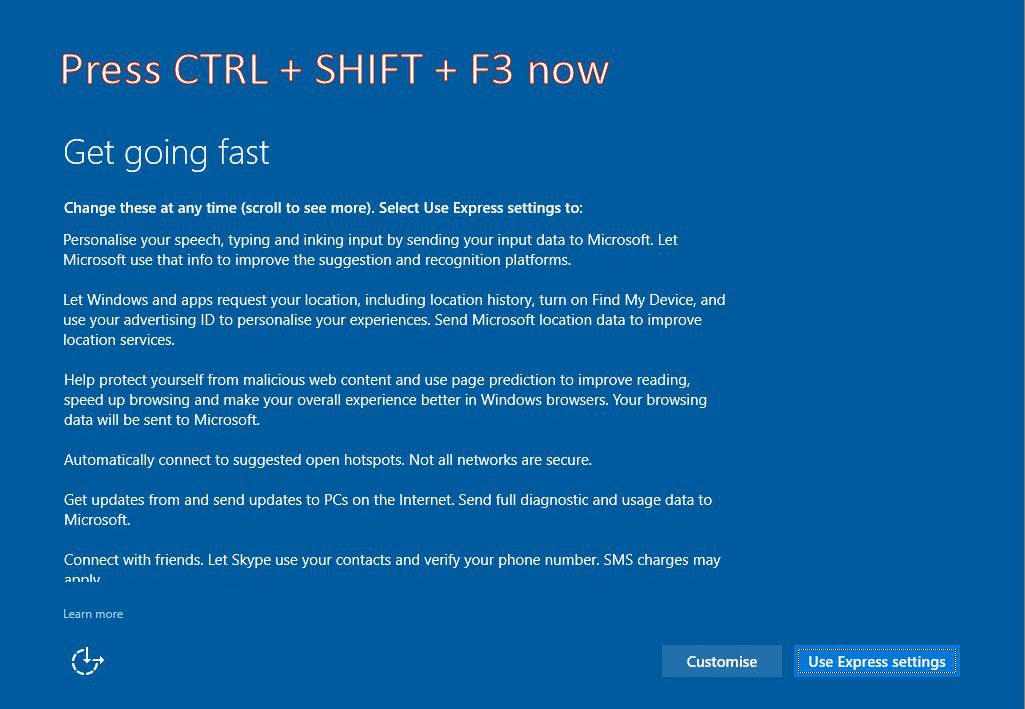 Press CTRL + SHIFT + F3 now
Get going fast
Change these at any time (scroll to see more). Select Use Express settings to:
Personalise your speech, typing and inking input by sending your input data to Microsoft. Let
Microsoft use that info to improve the suggestion and recognition platforms.
Let Windows and apps request your location, including location history, turn on Find My Device, and
use your advertising ID to personalise your experiences. Send Microsoft location data to improve
location services.
Help protect yourself from malicious web content and use page prediction to improve reading,
speed up browsing and make your overall experience better in Windows browsers. Your browsing
data will be sent to Microsoft.
Automatically connect to suggested open hotspots. Not all networks are secure.
Get updates from and send updates to PCs on the Internet. Send full diagnostic and usage data to
Microsoft.
Connect with friends. Let Skype use your contacts and verify your phone number. SMS charges may
apply.
Learn more
Customise
Use Express settings